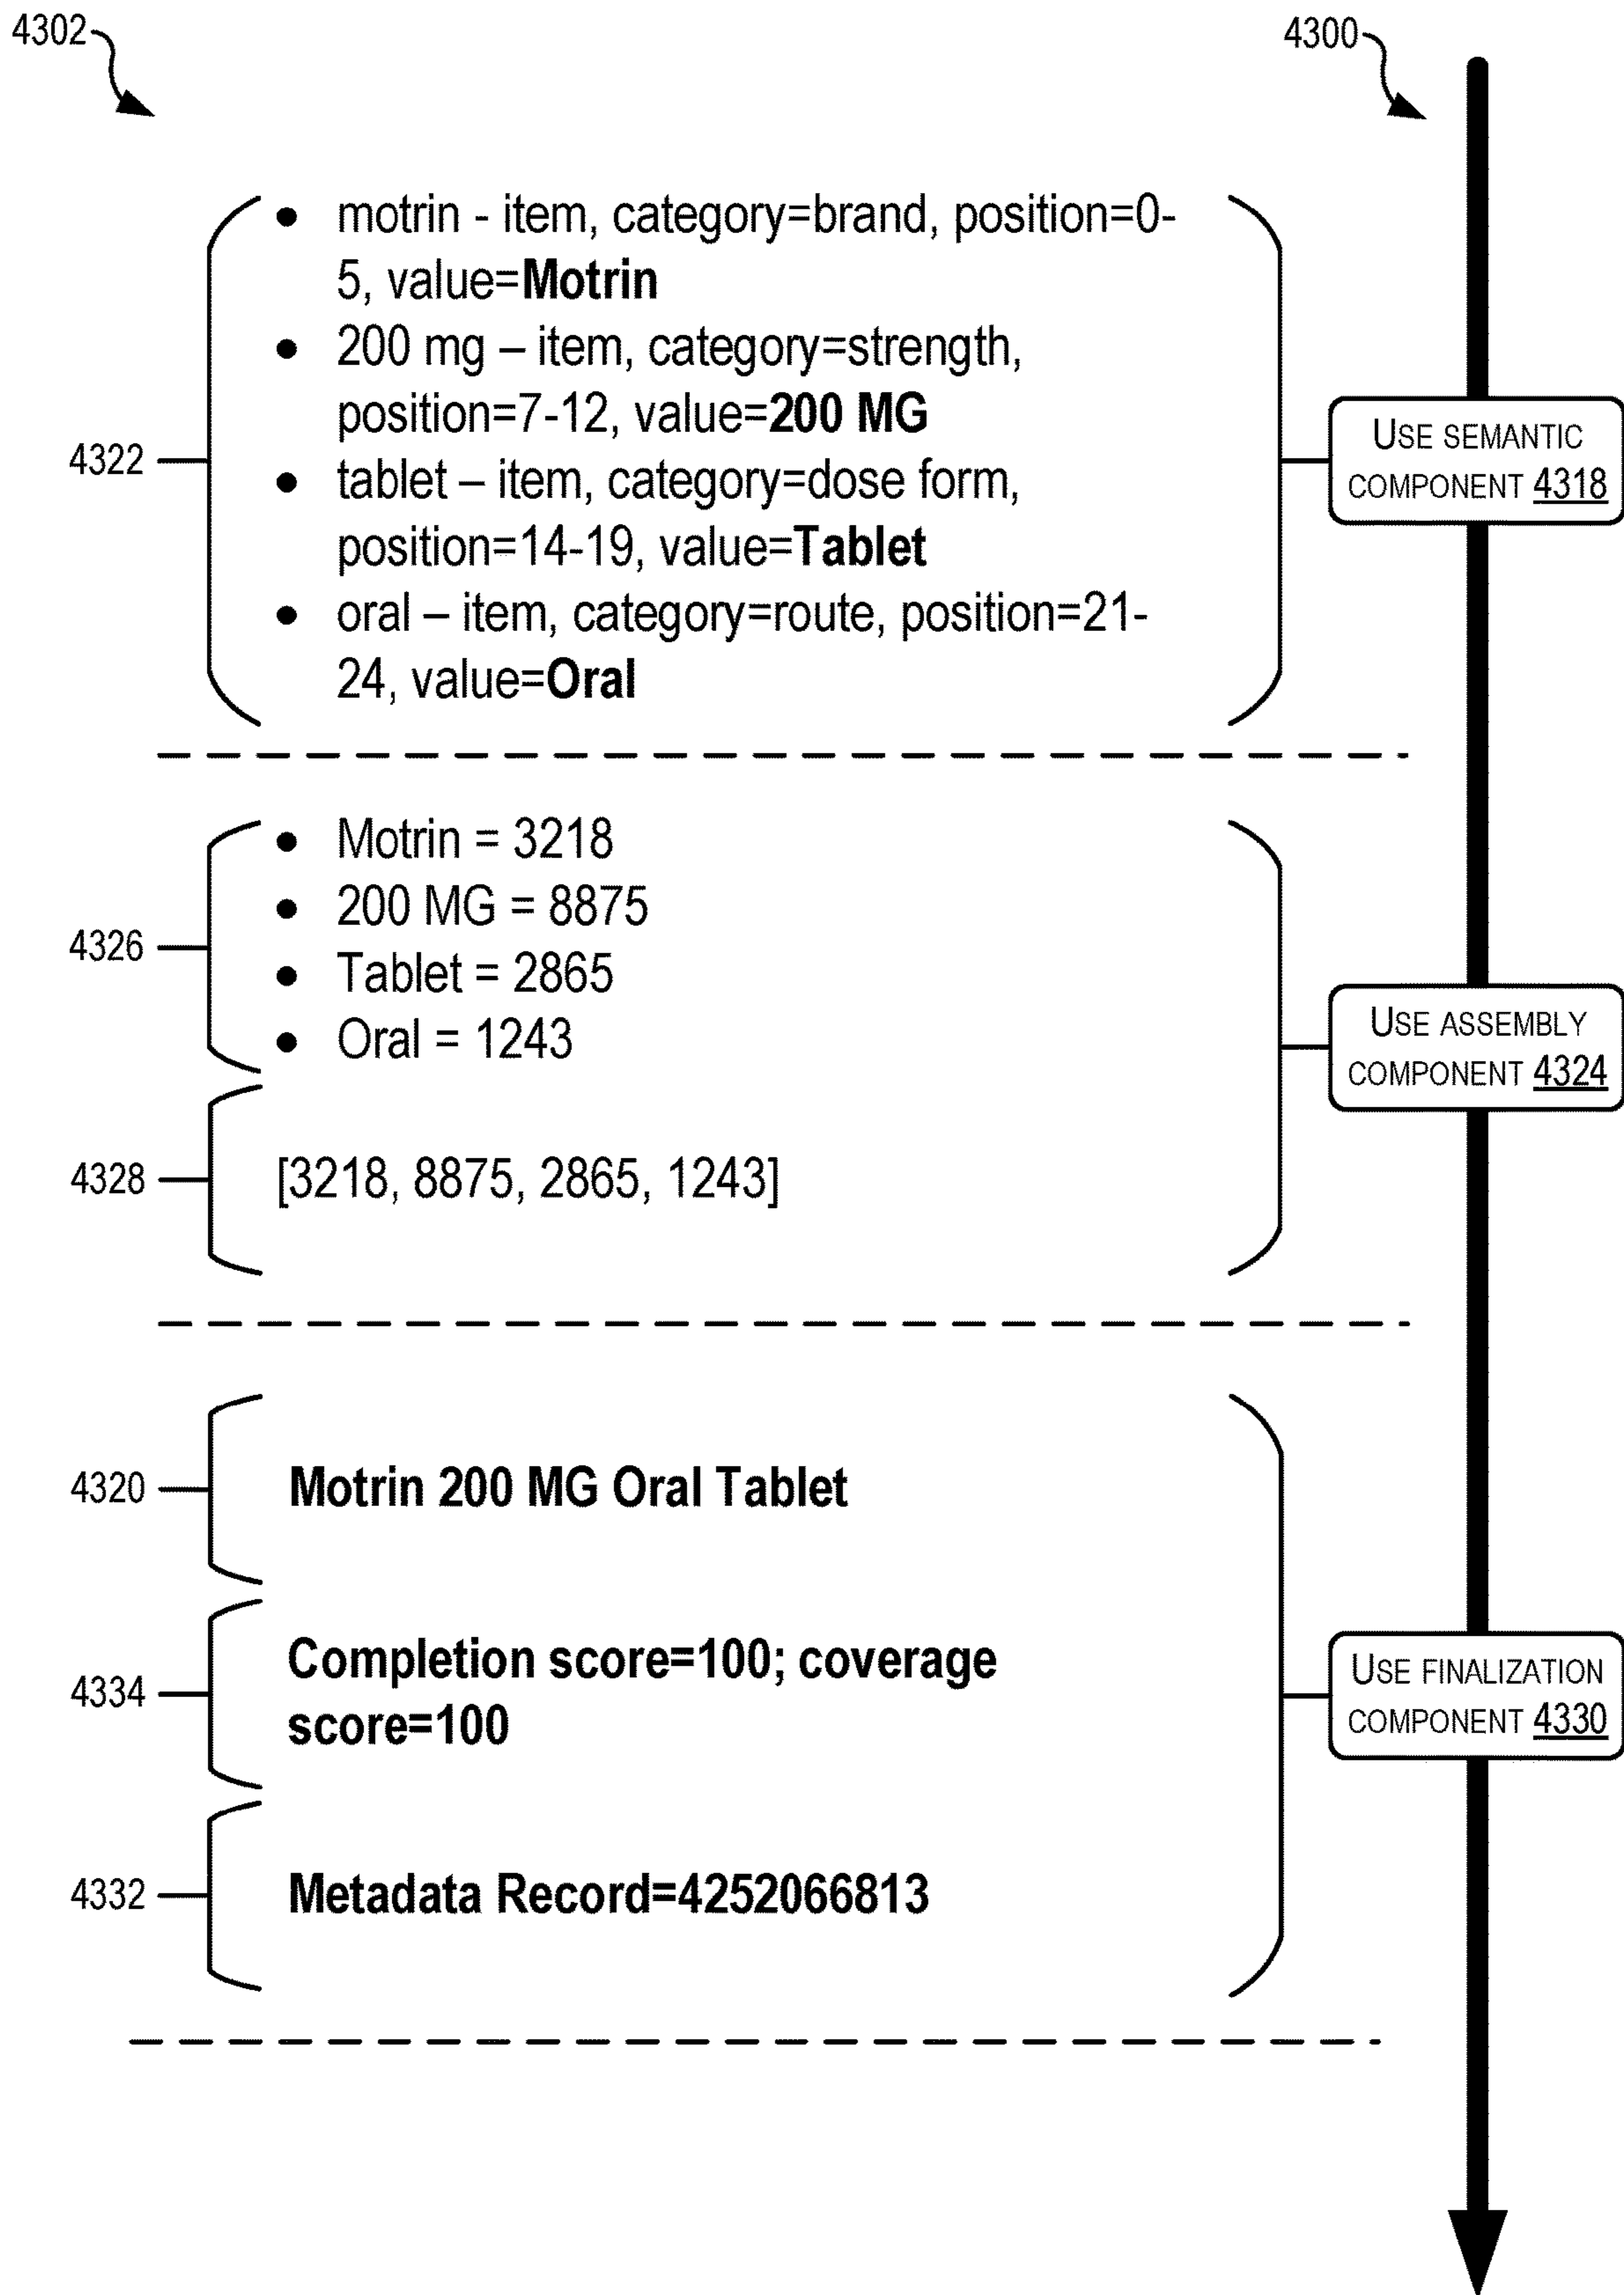 4302
4300
• motrin - item, category=brand, position=0-
5, value=Motrin
• 200 mg – item, category=strength,
position=7-12, value=200 MG
• tablet – item, category=dose form,
position=14-19, value=Tablet
• oral – item, category=route, position=21-
24, value=Oral
4322
USE SEMANTIC
COMPONENT 4318
• Motrin = 3218
• 200 MG = 8875
• Tablet = 2865
• Oral = 1243
4326
USE ASSEMBLY
COMPONENT 4324
4328
[3218, 8875, 2865, 1243]
4320
Motrin 200 MG Oral Tablet
4334
Completion score=100; coverage
score=100
USE FINALIZATION
COMPONENT 4330
4332
Metadata Record=4252066813